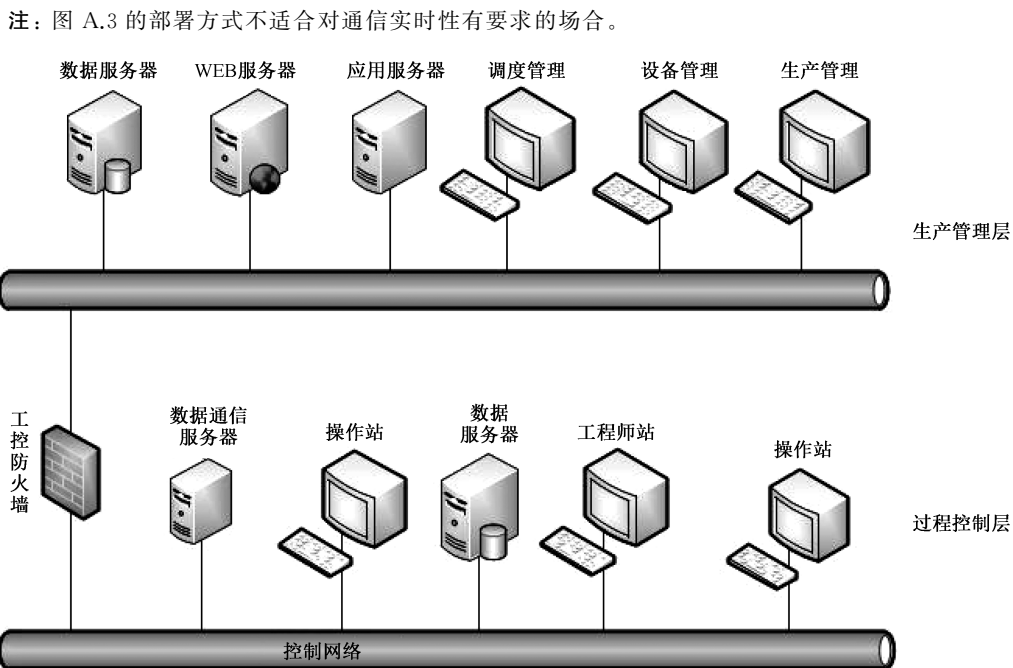 注：图 A.3 的部署方式不适合对通信实时性有要求的场合。
数据服务器
WEB服务器
应用服务器
调度管理
设备管理
生产管理
生产管理层
工控防火墙
数据通信
服务器
操作站
数据
服务器
工程师站
操作站
过程控制层
控制网络